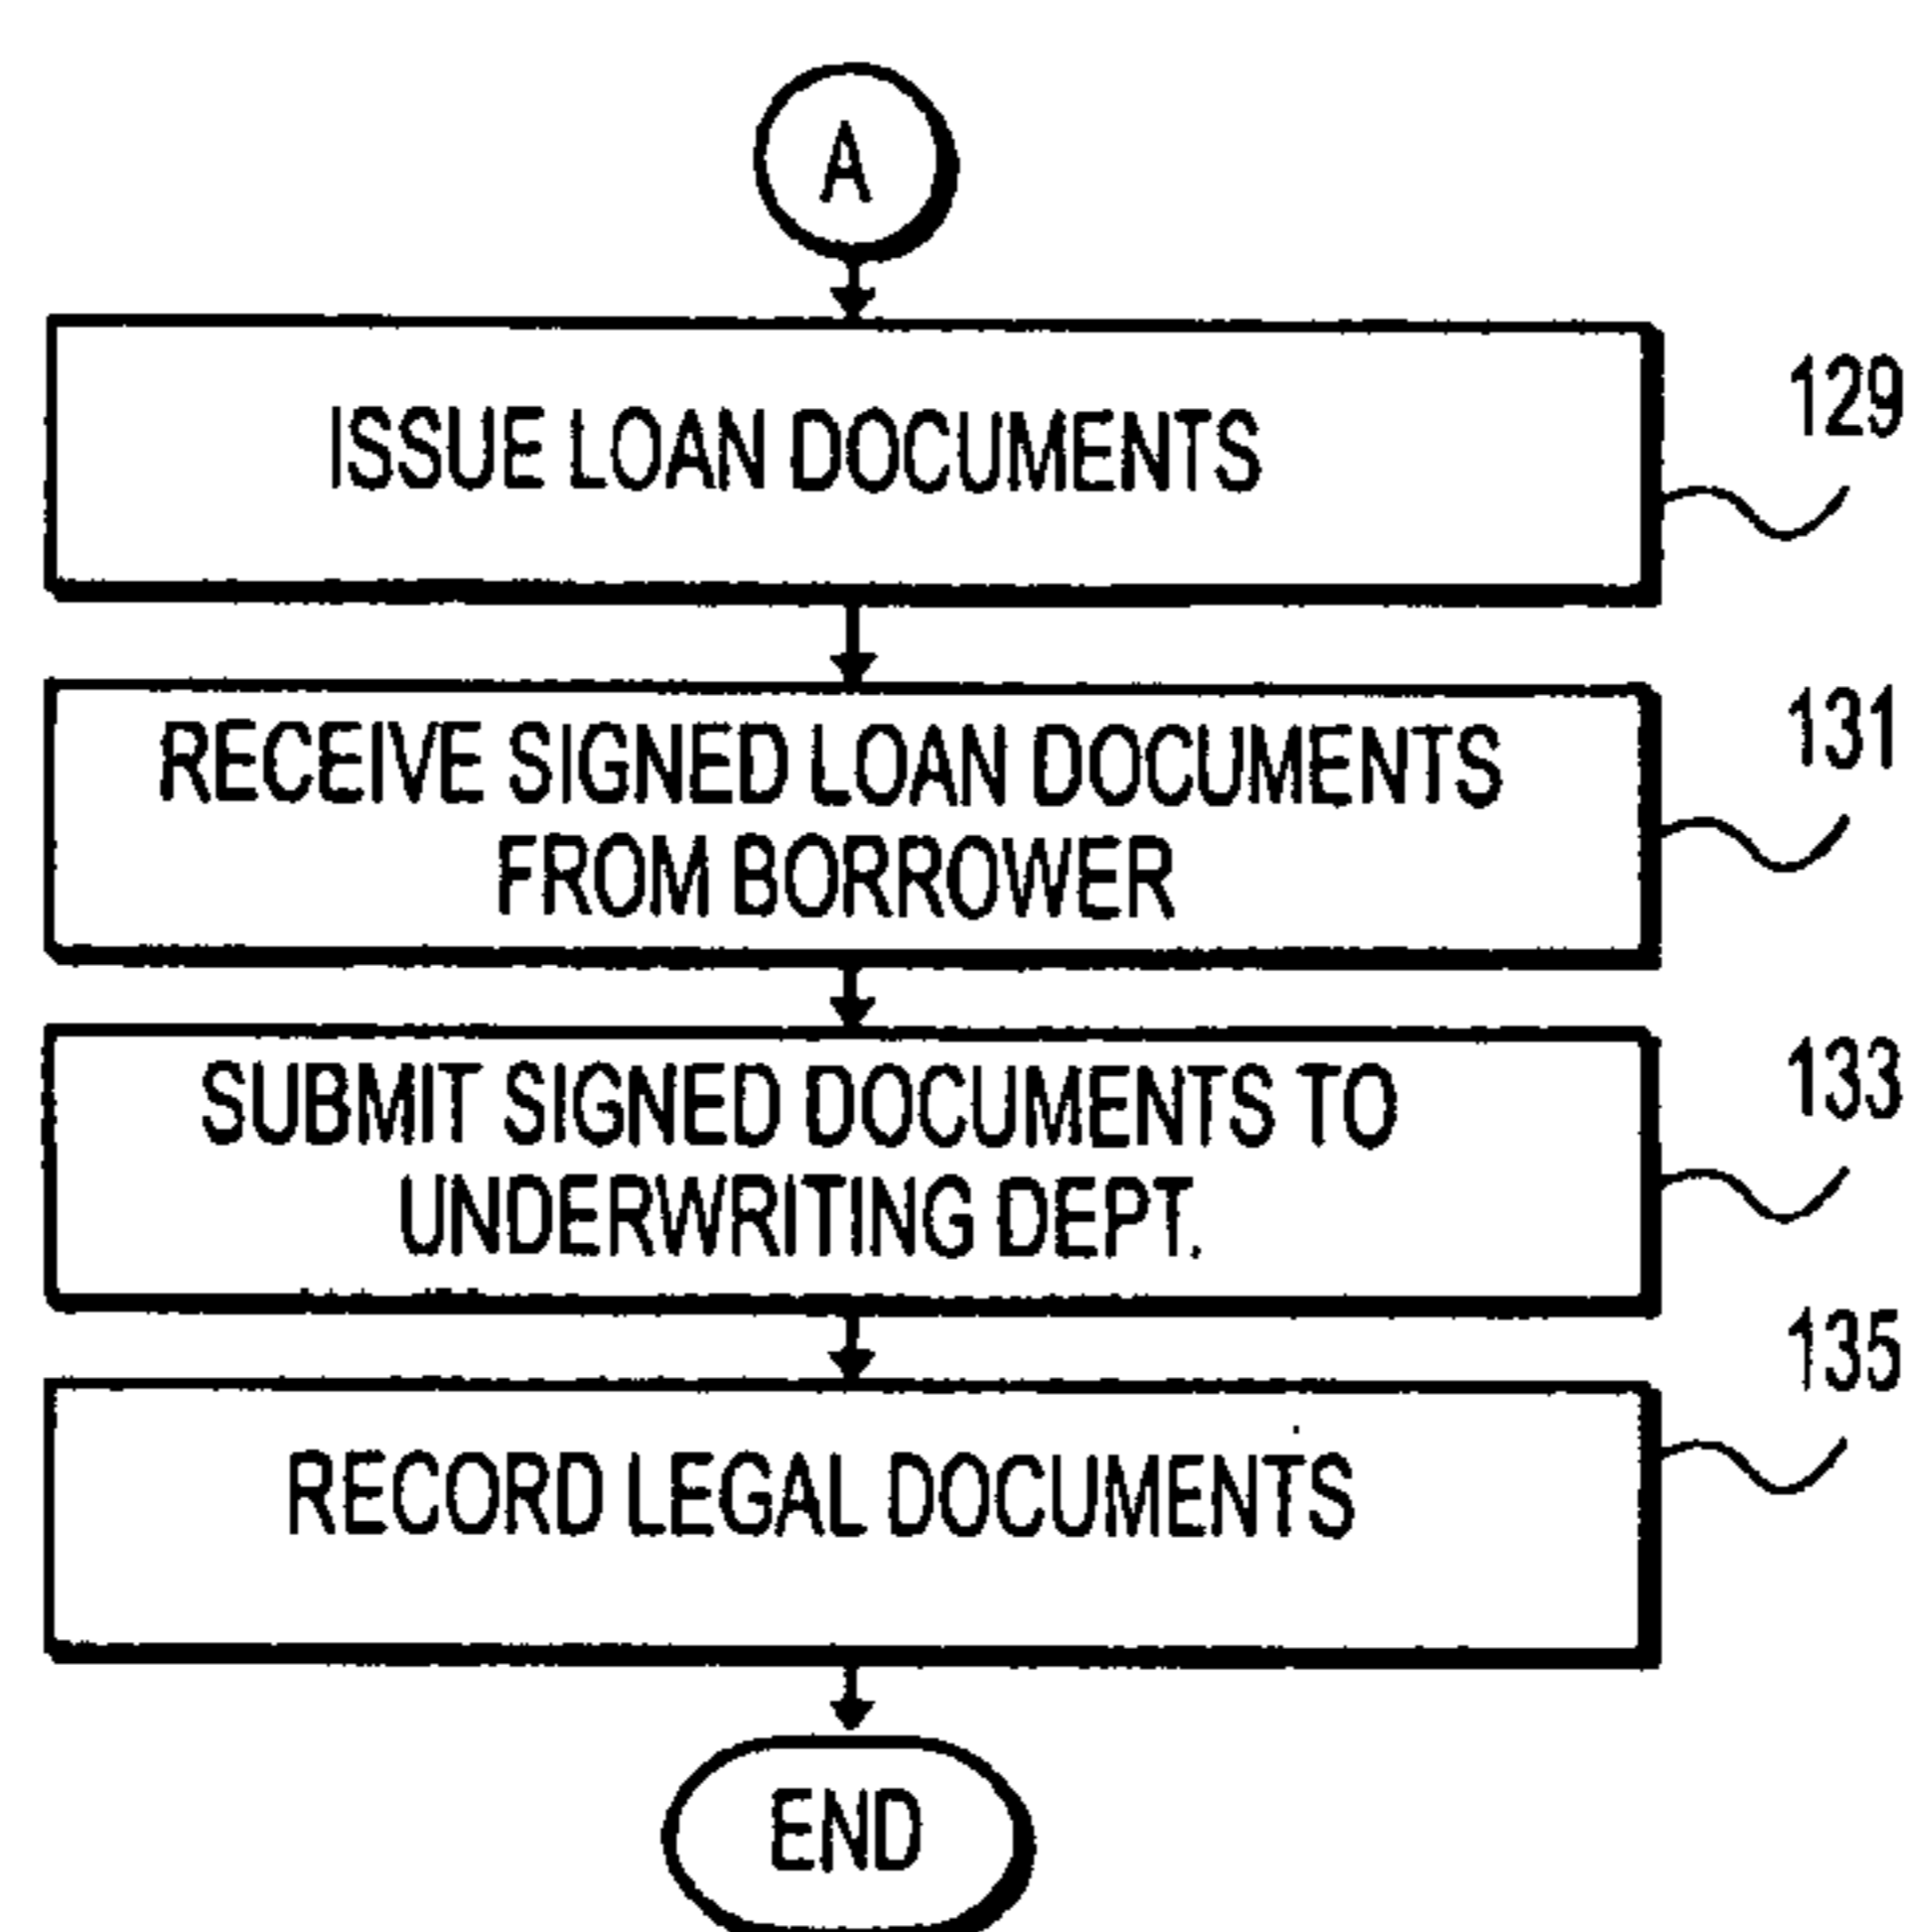 A
ISSUE LOAN DOCUMENTS
129
RECEIVE SIGNED LOAN DOCUMENTS
FROM BORROWER
131
SUBMIT SIGNED DOCUMENTS TO
UNDERWRITING DEPT.
133
RECORD LEGAL DOCUMENTS
135
END